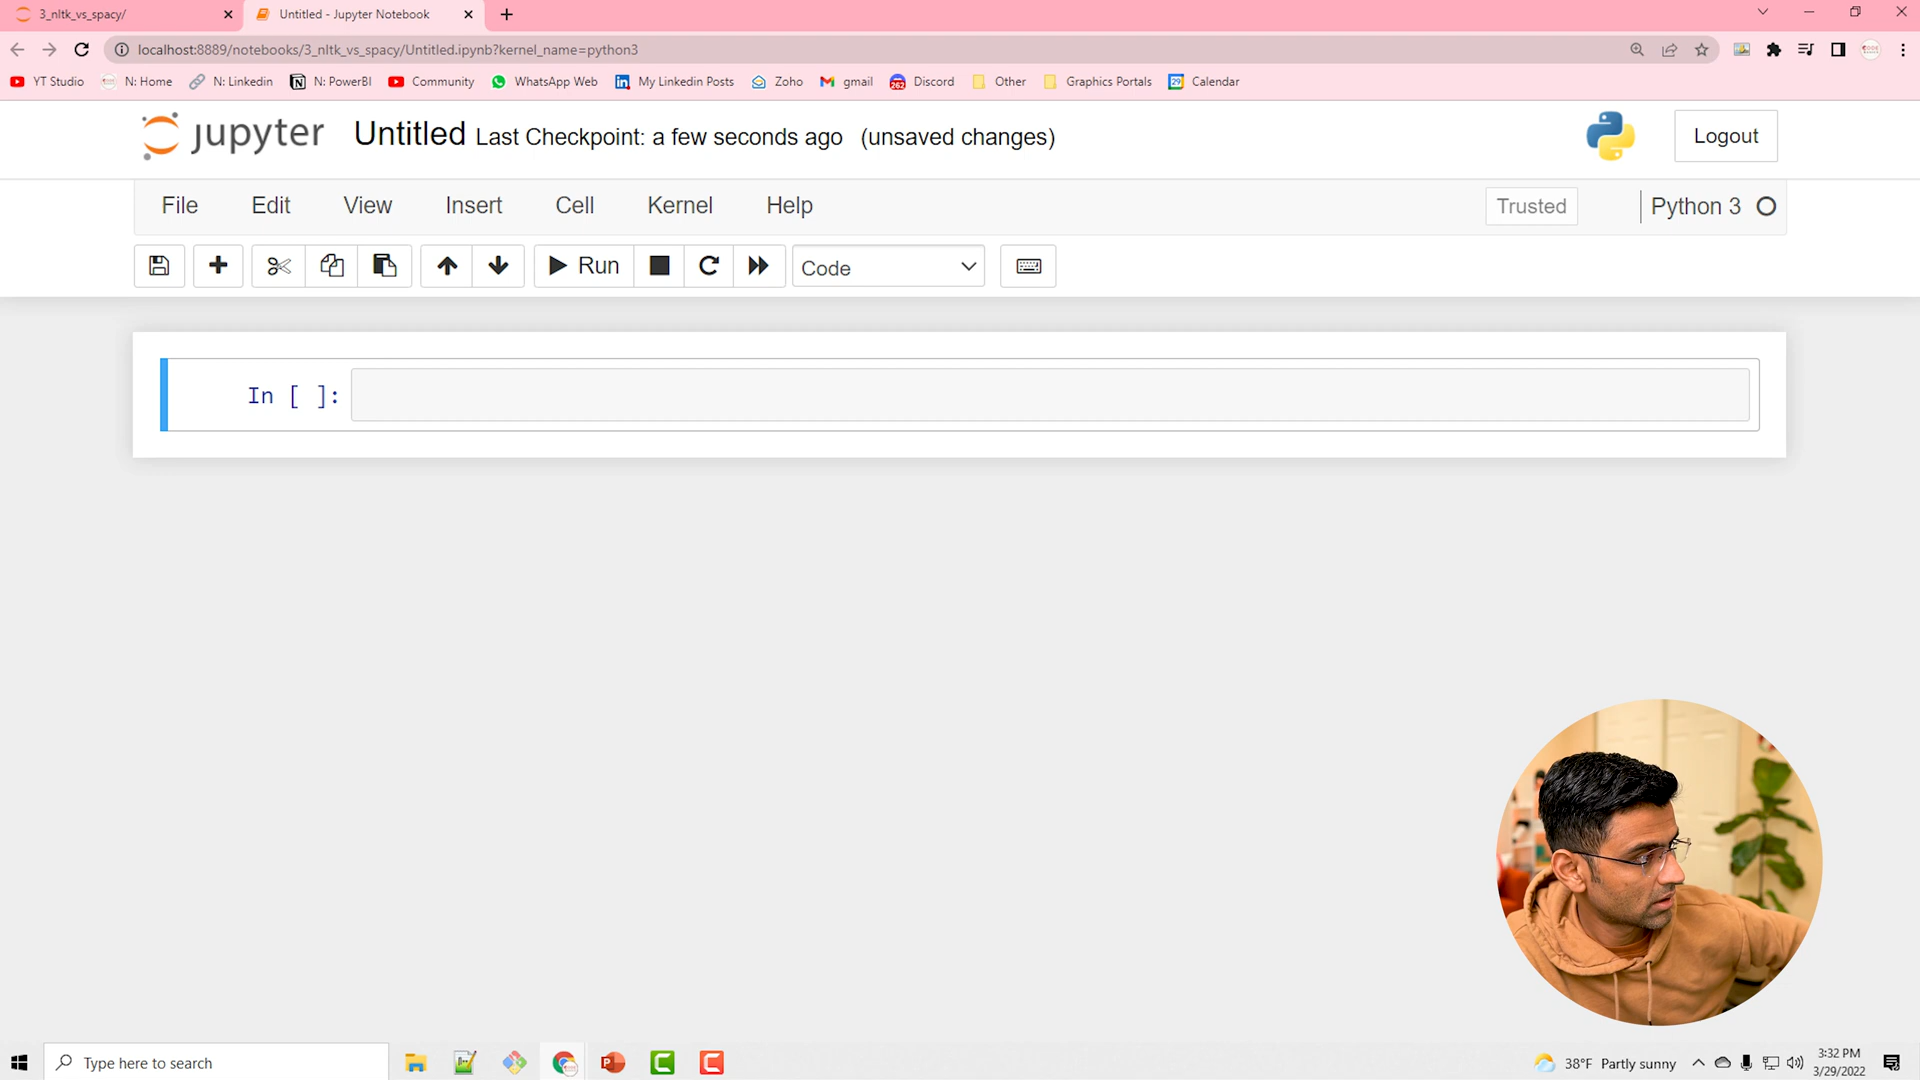 3_nltk_vs_spacy/
Untitled - Jupyter Notebook
localhost:8889/notebooks/3_nltk_vs_spacy/Untitled.ipynb?kernel_name=python3
YT Studio N: Home N: Linkedin N: PowerBI Community WhatsApp Web My Linkedin Posts Zoho gmail 262 Discord Other Graphics Portals 29 Calendar
jupyter Untitled Last Checkpoint: a few seconds ago (unsaved changes) Logout
File Edit View Insert Cell Kernel Help Trusted Python 3
Run Code
In [ ]:
Type here to search
38°F Partly sunny
3:32 PM
3/29/2022